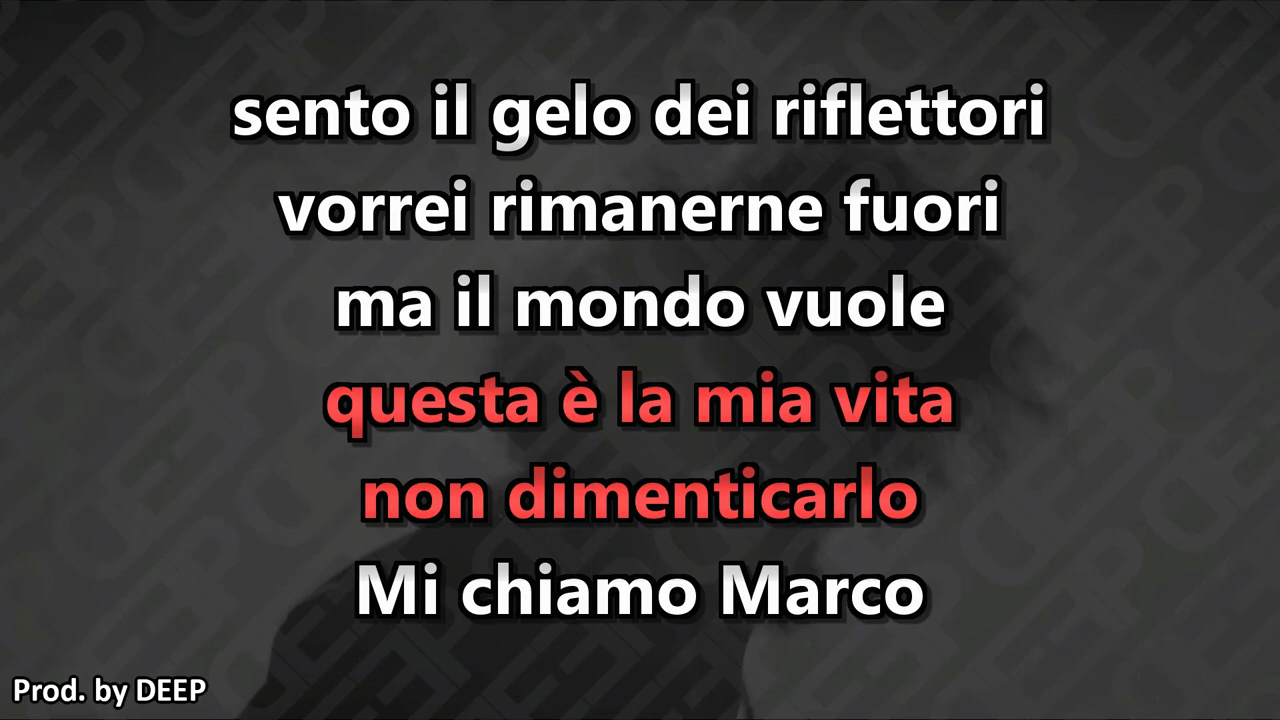 sento il gelo dei riflettori
vorrei rimanerne fuori
ma il mondo vuole
questa è la mia vita
non dimenticarlo
Mi chiamo Marco
Prod. by DEEP